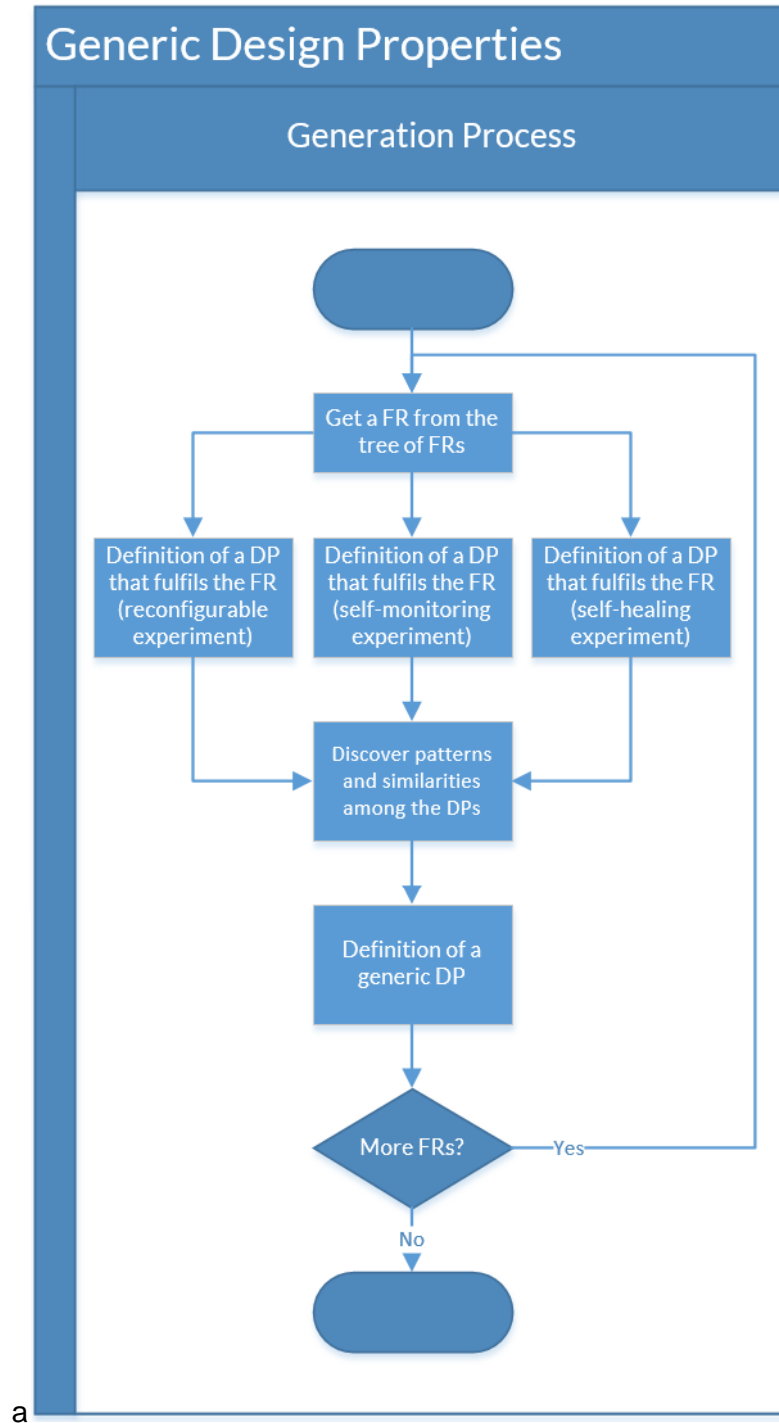 Generic Design Properties
Generation Process
Get a FR from the
tree of FRs
Definition of a DP
that fulfils the FR
(reconfigurable
experiment)
Definition of a DP
that fulfils the FR
(self-monitoring
experiment)
Definition of a DP
that fulfils the FR
(self-healing
experiment)
Discover patterns
and similarities
among the DPs
Definition of a
generic DP
More FRs?
Yes
No
a